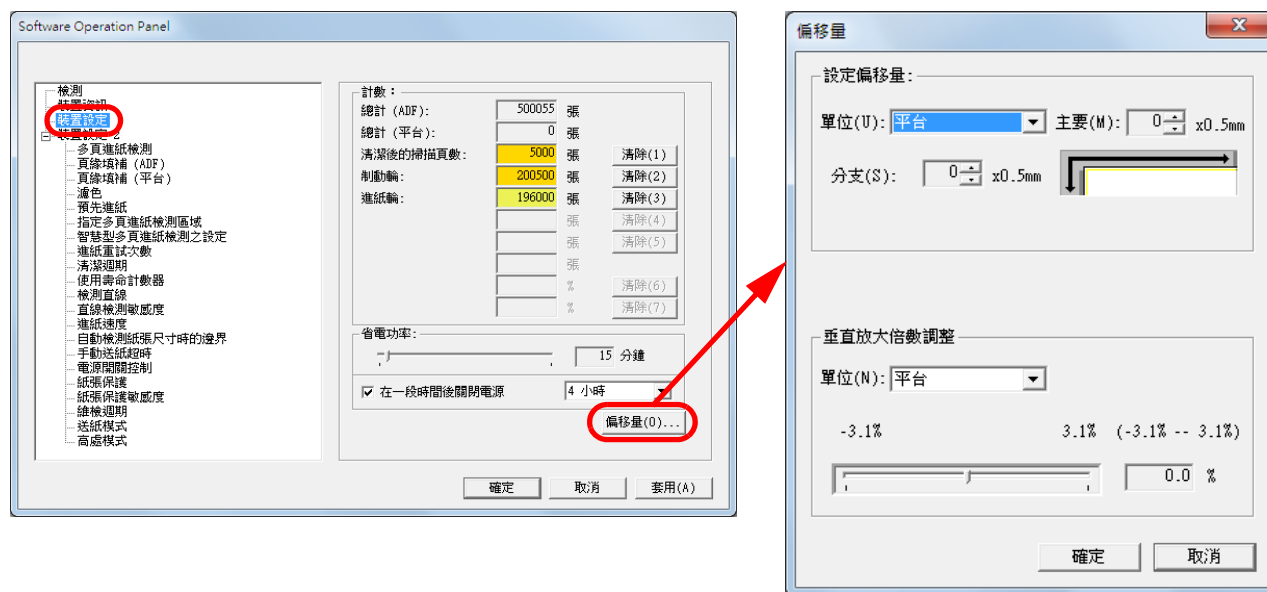 Software Operation Panel
檢測
裝置資訊
裝置設定
裝置設定 2
多頁進紙檢測
頁緣填補 (ADF)
頁緣填補 (平台)
濾色
預先進紙
指定多頁進紙檢測區域
智慧型多頁進紙檢測之設定
進紙重試次數
清潔週期
使用壽命計數器
檢測直線
直線檢測敏感度
進紙速度
自動檢測紙張尺寸時的邊界
手動送紙超時
電源開關控制
紙張保護
紙張保護敏感度
維檢週期
送紙模式
高處模式
計數：
總計 (ADF): 500055 張
總計 (平台): 0 張
清潔後的掃描頁數: 5000 張 清除(1)
制動輪: 200500 張 清除(2)
進紙輪: 196000 張 清除(3)
張 清除(4)
張 清除(5)
張
% 清除(6)
% 清除(7)
省電功率:
15 分鐘
在一段時間後關閉電源 4 小時
偏移量(O)...
確定 取消 套用(A)
偏移量
設定偏移量:
單位(U): 平台 主要(M): 0 x0.5mm
分支(S): 0 x0.5mm
垂直放大倍數調整
單位(N): 平台
-3.1% 3.1% (-3.1% -- 3.1%)
0.0 %
確定 取消